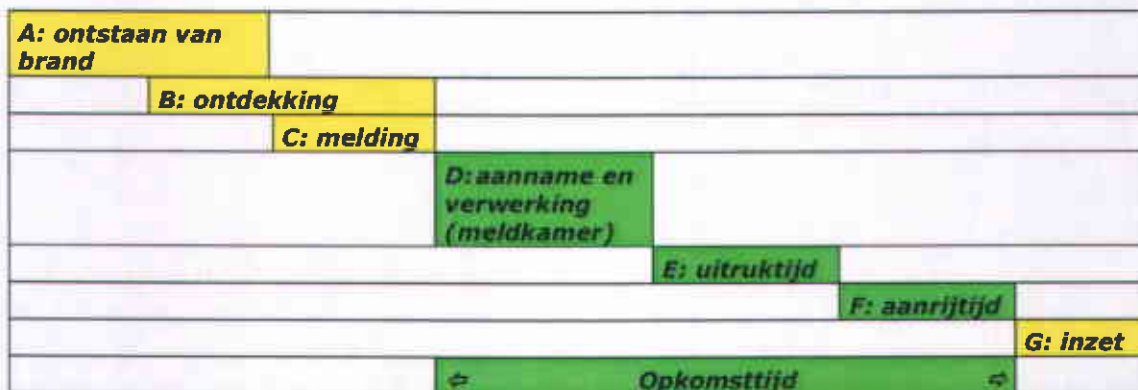 A: ontstaan van
brand
B: ontdekking
C: melding
D: aanname en
verwerking
(meldkamer)
E: uitruktijd
F: aanrijtijd
G: inzet
⇦ Opkomsttijd ⇨